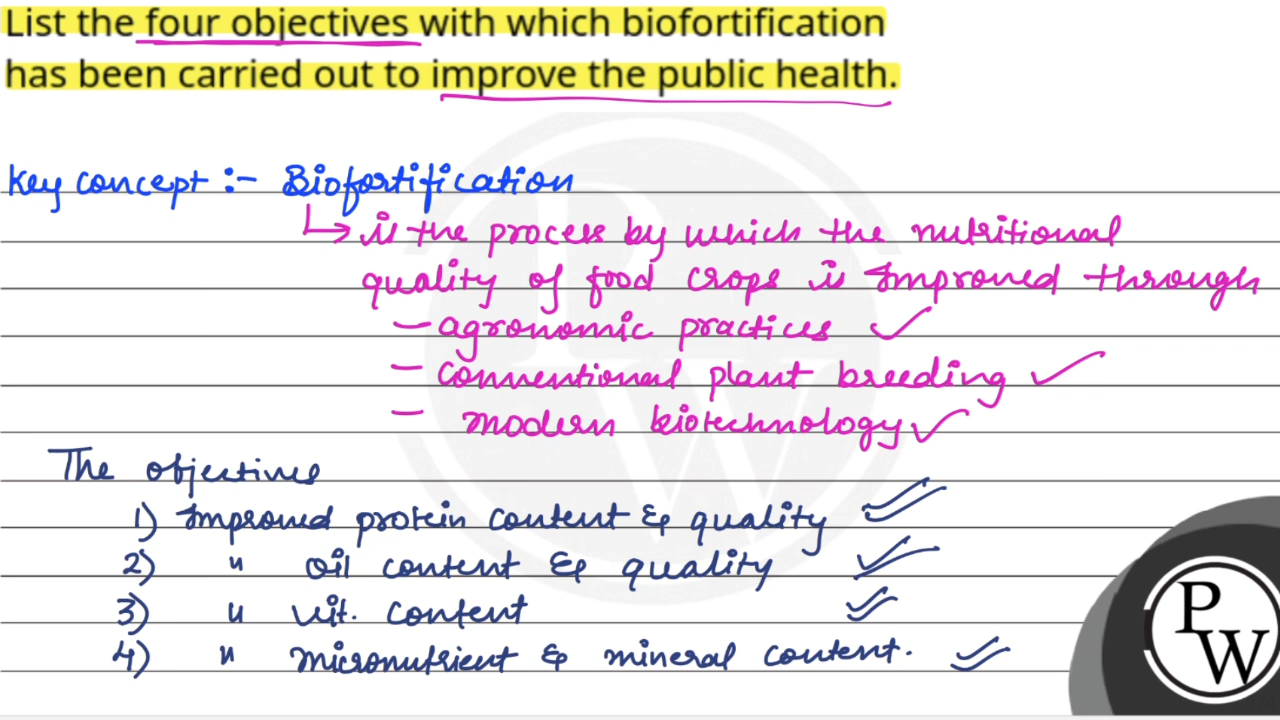 List the four objectives with which biofortification
has been carried out to improve the public health.
Key concept :- Biofortification
↳ is the process by which the nutritional
quality of food crops is improved through
- agronomic practices ✓
- conventional plant breeding ✓
- modern biotechnology ✓
The objectives
1) Improved protein content & quality
2) " oil content & quality
3) " vit. content
4) " micronutrient & mineral content.
P
W
P
W